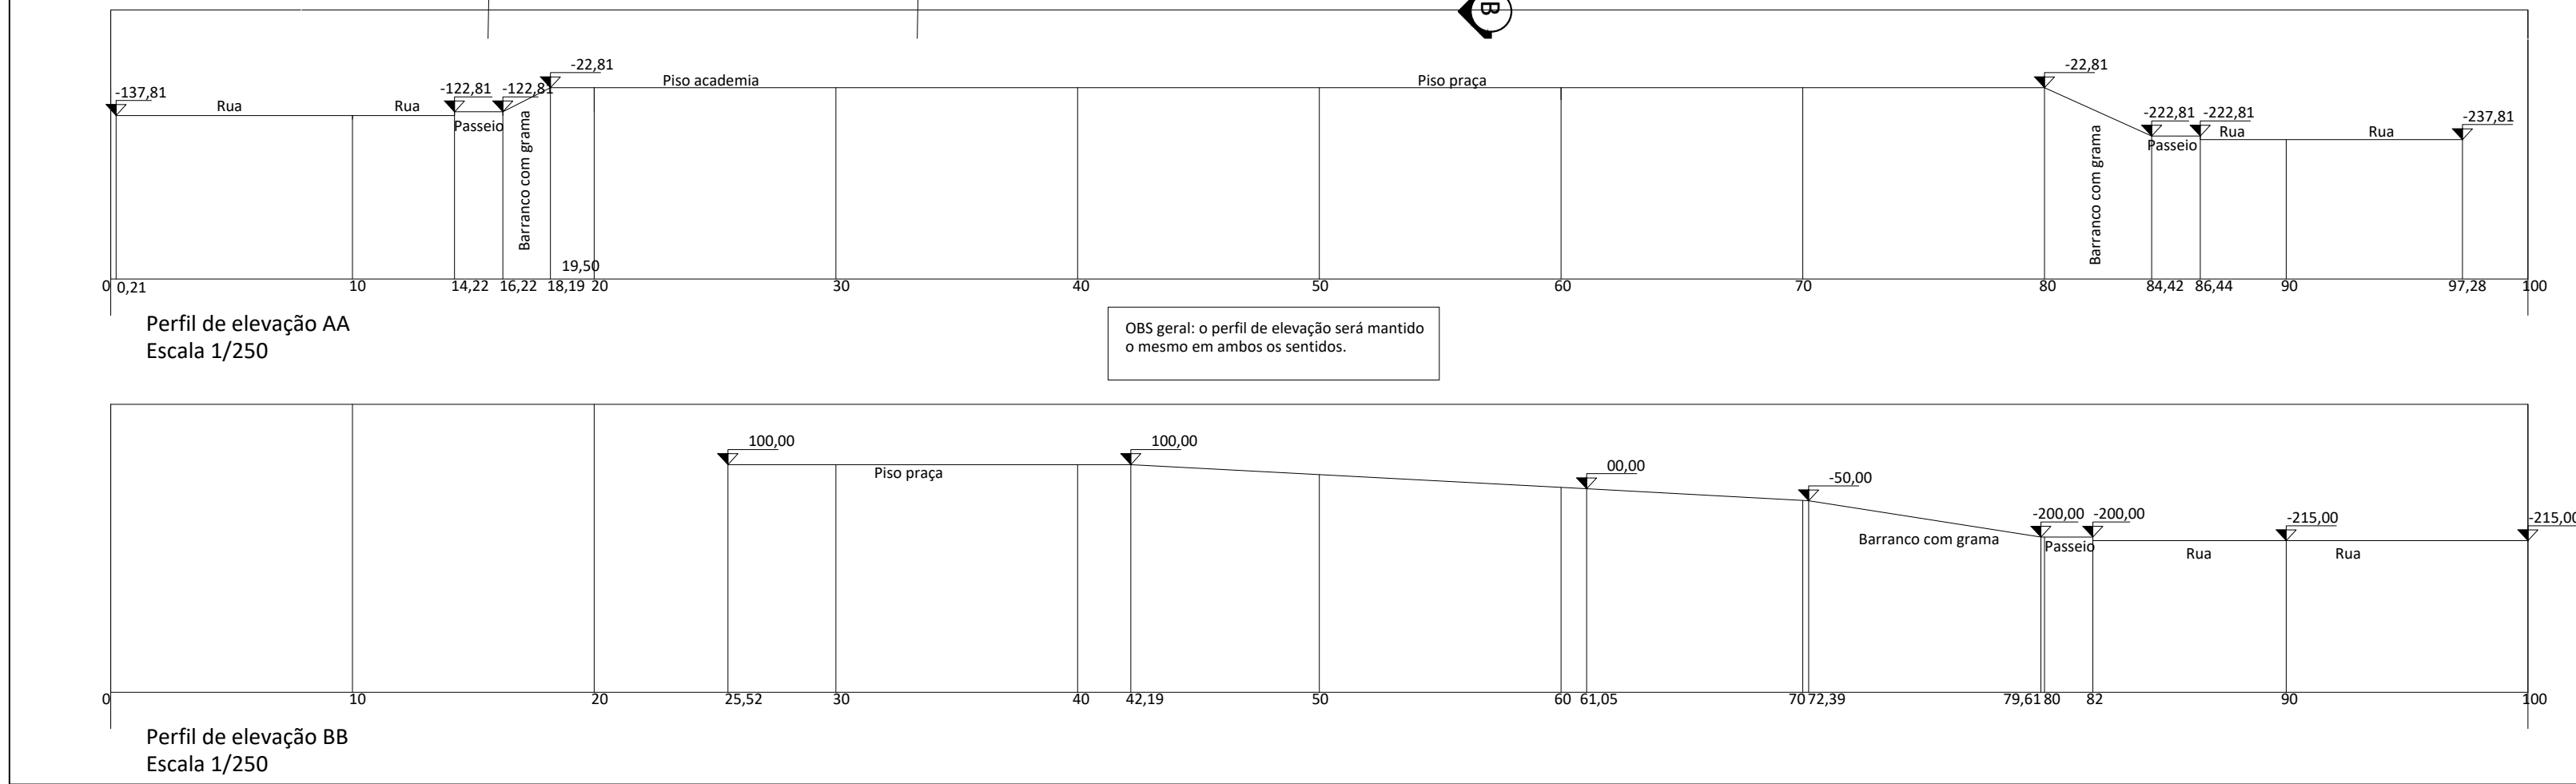 B
-137,81
Rua
Rua
-122,81
-122,81
Passeio
Barranco com grama
-22,81
Piso academia
Piso praça
-22,81
Barranco com grama
-222,81
-222,81
Passeio
Rua
Rua
-237,81
19,50
0 0,21 10 14,22 16,22 18,19 20 30 40 50 60 70 80 84,42 86,44 90 97,28 100
Perfil de elevação AA
Escala 1/250
OBS geral: o perfil de elevação será mantido
o mesmo em ambos os sentidos.
100,00
Piso praça
100,00
00,00
-50,00
Barranco com grama
-200,00
-200,00
Passeio
Rua
-215,00
Rua
-215,00
0 10 20 25,52 30 40 42,19 50 60 61,05 70 72,39 79,61 80 82 90 100
Perfil de elevação BB
Escala 1/250